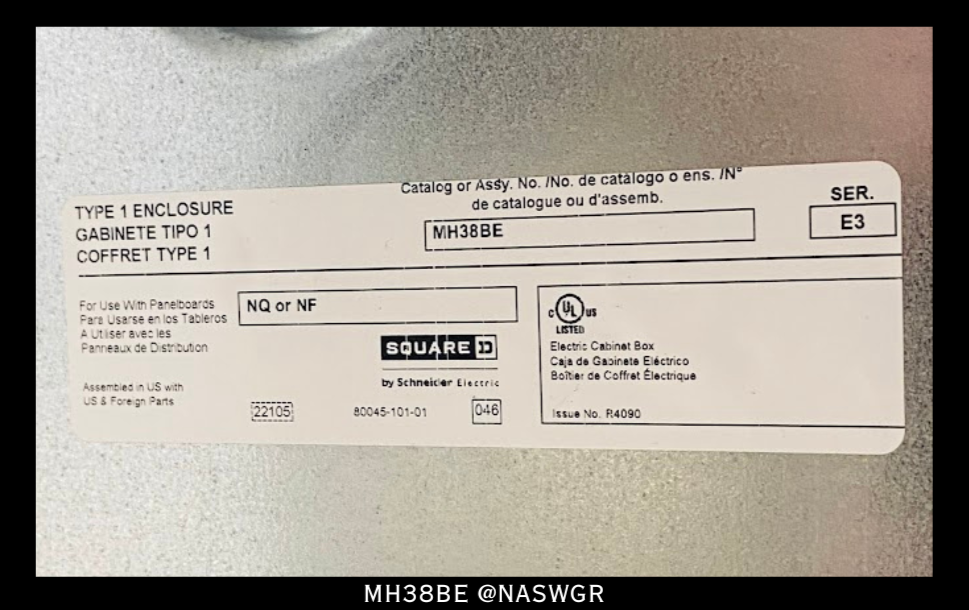 Catalog or Assy. No. /No. de catálogo o ens. /N°
de catalogue ou d'assemb.
TYPE 1 ENCLOSURE
GABINETE TIPO 1
COFFRET TYPE 1
MH38BE
SER.
E3
For Use With Panelboards
Para Usarse en los Tableros
A Utiliser avec les
Panneaux de Distribution
NQ or NF
SQUARE D
by Schneider Electric
Assembled in US with
US & Foreign Parts
22105
80045-101-01
046
c UL us
LISTED
Electric Cabinet Box
Caja de Gabinete Eléctrico
Boîtier de Coffret Électrique
Issue No. R4090
MH38BE @NASWGR